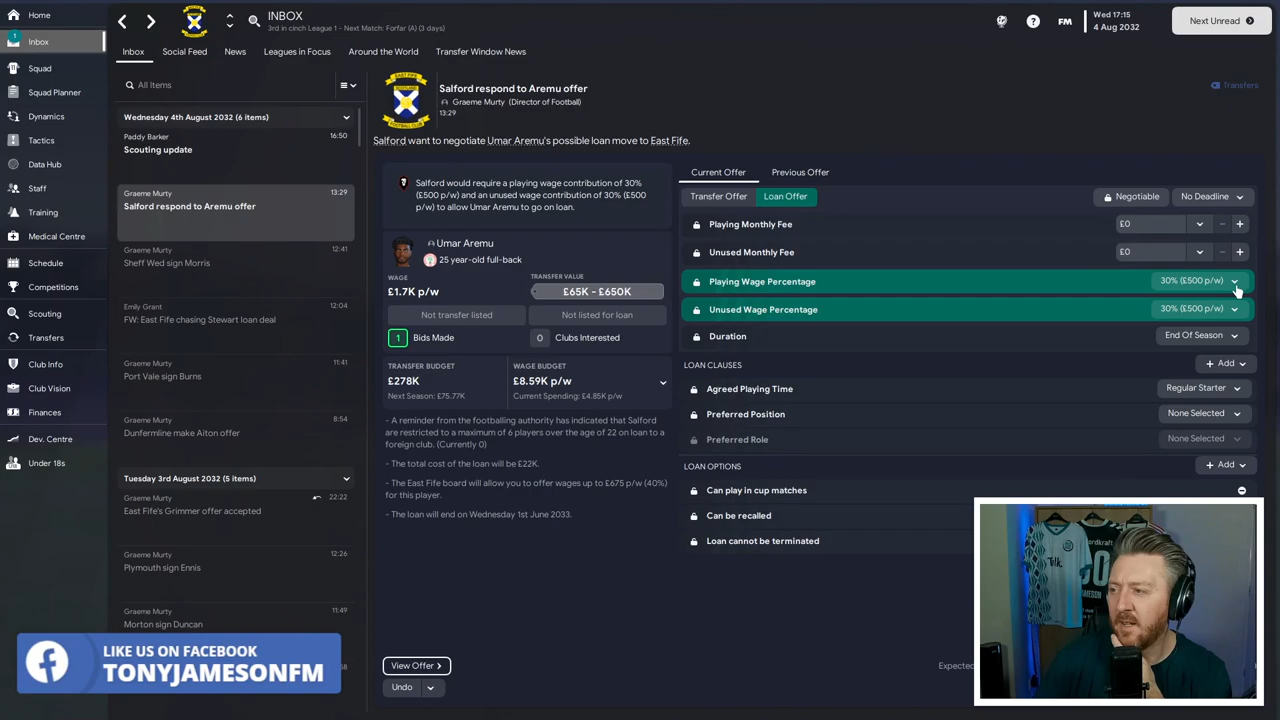 Home
INBOX
3rd in cinch League 1 - Next Match: Forfar (A) (3 days)
FM
Wed 17:15
4 Aug 2032
Next Unread
1
Inbox
Squad
Squad Planner
Dynamics
Tactics
Data Hub
Staff
Training
Medical Centre
Schedule
Competitions
Scouting
Transfers
Club Info
Club Vision
Finances
Dev. Centre
Under 18s
Inbox
Social Feed
News
Leagues in Focus
Around the World
Transfer Window News
All Items
Wednesday 4th August 2032 (6 items)
Paddy Barker
16:50
Scouting update
Graeme Murty
13:29
Salford respond to Aremu offer
Graeme Murty
12:41
Sheff Wed sign Morris
Emily Grant
12:04
FW: East Fife chasing Stewart loan deal
Graeme Murty
11:41
Port Vale sign Burns
Graeme Murty
8:54
Dunfermline make Aiton offer
Tuesday 3rd August 2032 (5 items)
Graeme Murty
22:22
East Fife's Grimmer offer accepted
Graeme Murty
12:26
Plymouth sign Ennis
Graeme Murty
11:49
Morton sign Duncan
EAST FIFE
SCOTLAND
FOOTBALL CLUB
Salford respond to Aremu offer
Graeme Murty (Director of Football)
13:29
Transfers
Salford want to negotiate Umar Aremu's possible loan move to East Fife.
Salford would require a playing wage contribution of 30%
(£500 p/w) and an unused wage contribution of 30% (£500
p/w) to allow Umar Aremu to go on loan.
Umar Aremu
25 year-old full-back
WAGE
£1.7K p/w
TRANSFER VALUE
£65K - £650K
Not transfer listed
Not listed for loan
1 Bids Made
0 Clubs Interested
TRANSFER BUDGET
£278K
Next Season: £75.77K
WAGE BUDGET
£8.59K p/w
Current Spending: £4.85K p/w
- A reminder from the footballing authority has indicated that Salford
are restricted to a maximum of 6 players over the age of 22 on loan to a
foreign club. (Currently 0)
- The total cost of the loan will be £22K.
- The East Fife board will allow you to offer wages up to £675 p/w (40%)
for this player.
- The loan will end on Wednesday 1st June 2033.
View Offer
Undo
Current Offer
Previous Offer
Transfer Offer
Loan Offer
Negotiable
No Deadline
Playing Monthly Fee
£0
Unused Monthly Fee
£0
Playing Wage Percentage
30% (£500 p/w)
Unused Wage Percentage
30% (£500 p/w)
Duration
End Of Season
LOAN CLAUSES
+ Add
Agreed Playing Time
Regular Starter
Preferred Position
None Selected
Preferred Role
None Selected
LOAN OPTIONS
+ Add
Can play in cup matches
Can be recalled
Loan cannot be terminated
Expected
LIKE US ON FACEBOOK
TONYJAMESONFM